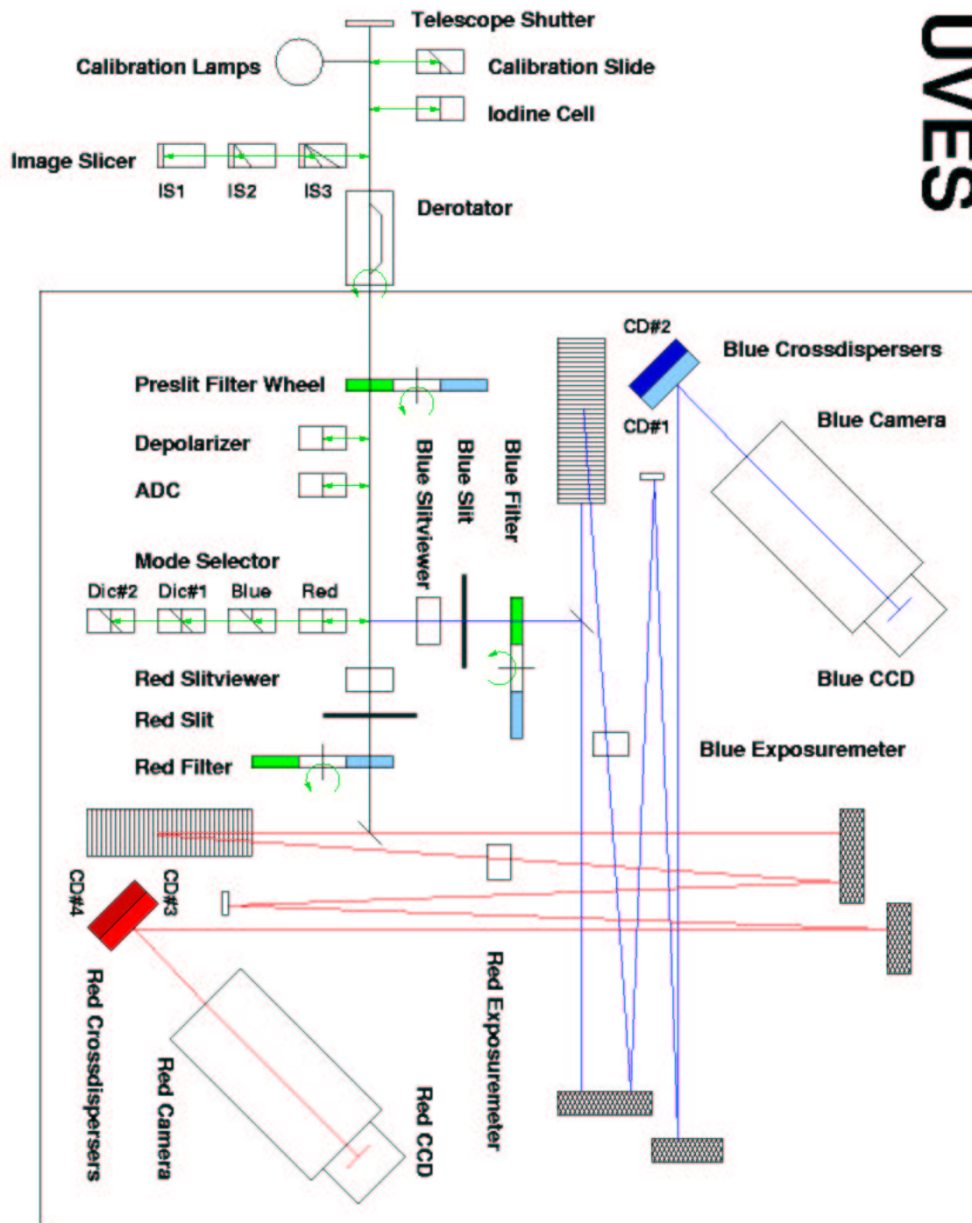 UVES
Telescope Shutter
Calibration Lamps
Calibration Slide
Iodine Cell
Image Slicer
IS1
IS2
IS3
Derotator
CD#2
Blue Crossdispersers
Preslit Filter Wheel
CD#1
Blue Camera
Depolarizer
ADC
Blue Slitviewer
Blue Slit
Blue Filter
Mode Selector
Dic#2
Dic#1
Blue
Red
Red Slitviewer
Blue CCD
Red Slit
Blue Exposuremeter
Red Filter
CD#4
CD#3
Red Crossdispersers
Red Camera
Red CCD
Red Exposuremeter